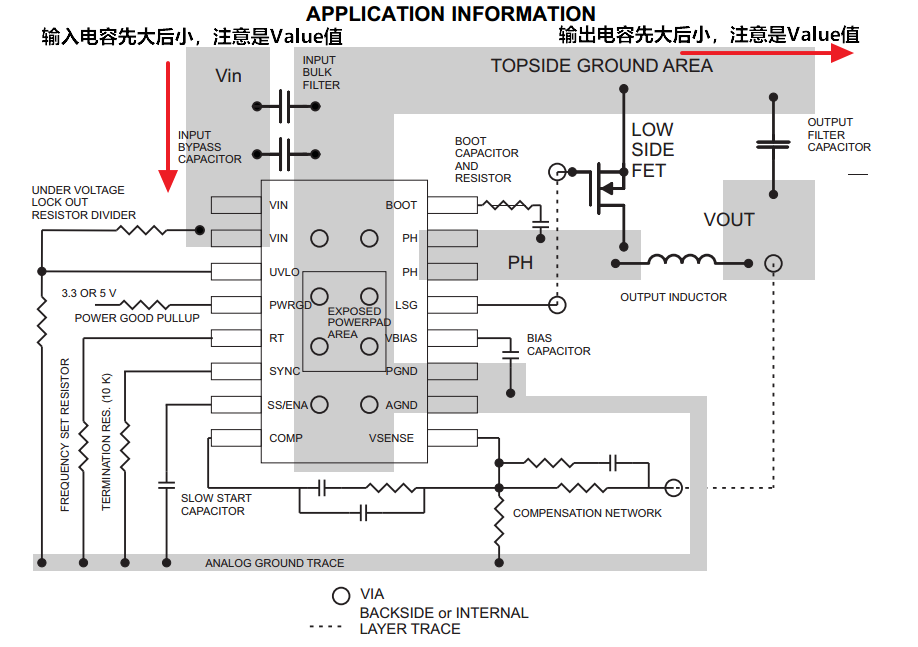 APPLICATION INFORMATION
输入电容先大后小，注意是Value值
输出电容先大后小，注意是Value值
Vin
INPUT
BULK
FILTER
TOPSIDE GROUND AREA
INPUT
BYPASS
CAPACITOR
BOOT
CAPACITOR
AND
RESISTOR
LOW
SIDE
FET
OUTPUT
FILTER
CAPACITOR
UNDER VOLTAGE
LOCK OUT
RESISTOR DIVIDER
VIN
BOOT
VOUT
VIN
PH
UVLO
PH
PH
OUTPUT INDUCTOR
3.3 OR 5 V
POWER GOOD PULLUP
PWRGD
LSG
EXPOSED
POWERPAD
AREA
RT
VBIAS
BIAS
CAPACITOR
SYNC
PGND
FREQUENCY SET RESISTOR
TERMINATION RES. (10 K)
SS/ENA
AGND
COMP
VSENSE
SLOW START
CAPACITOR
COMPENSATION NETWORK
ANALOG GROUND TRACE
VIA
BACKSIDE or INTERNAL
LAYER TRACE